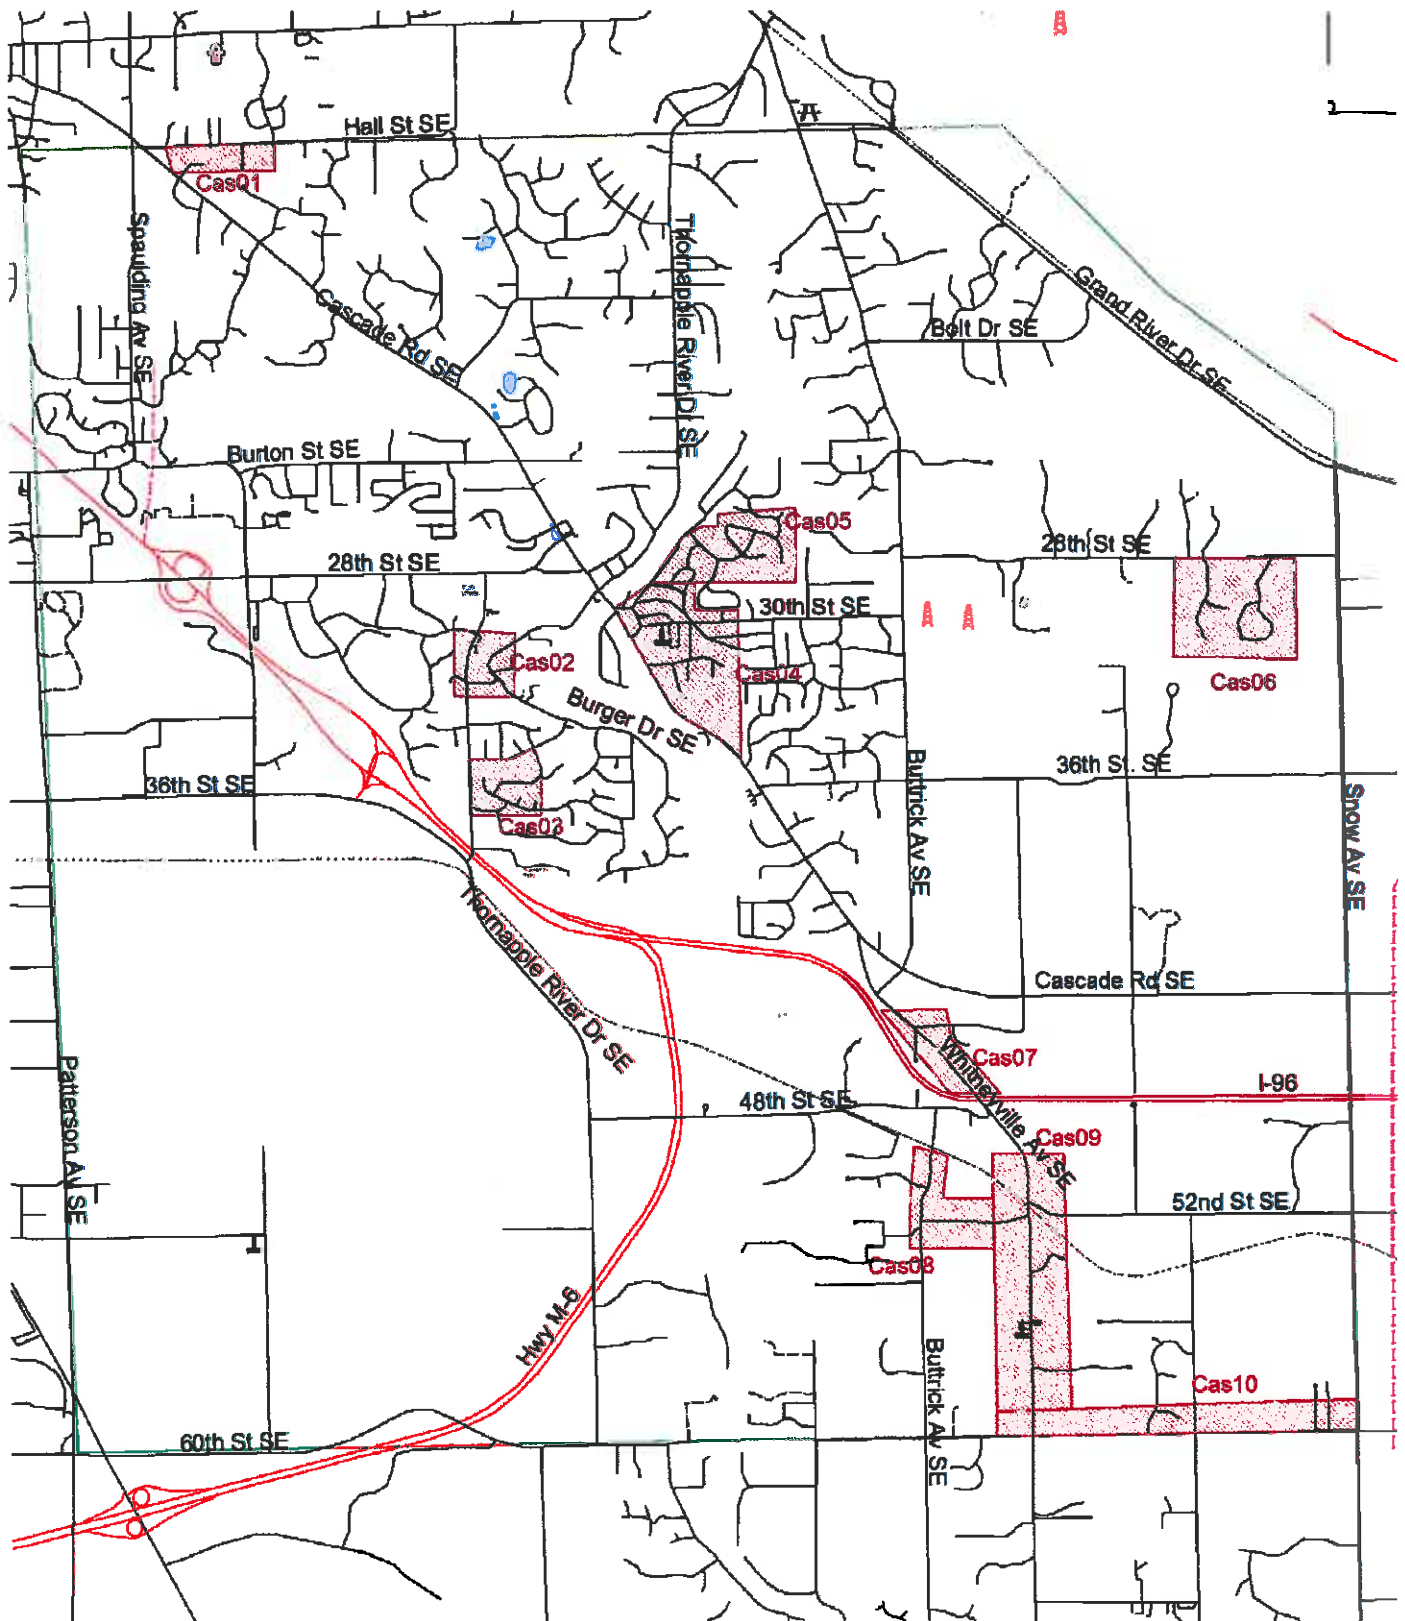 Hall St SE
Cas01
Spaulding Av SE
Thornapple River Dr SE
Grand River Dr SE
Cascade Rd SE
Bolt Dr SE
Burton St SE
Cas05
28th St SE
28th St SE
30th St SE
Cas02
Cas04
Cas06
Burger Dr SE
36th St. SE
36th St SE
Buttrick Av SE
Snow Av SE
Cas03
Thornapple River Dr SE
Cascade Rd SE
Cas07
Whitneyville Av SE
I-96
48th St SE
Patterson Av SE
Cas09
52nd St SE
Cas08
Hwy M-6
Buttrick Av SE
Cas10
60th St SE